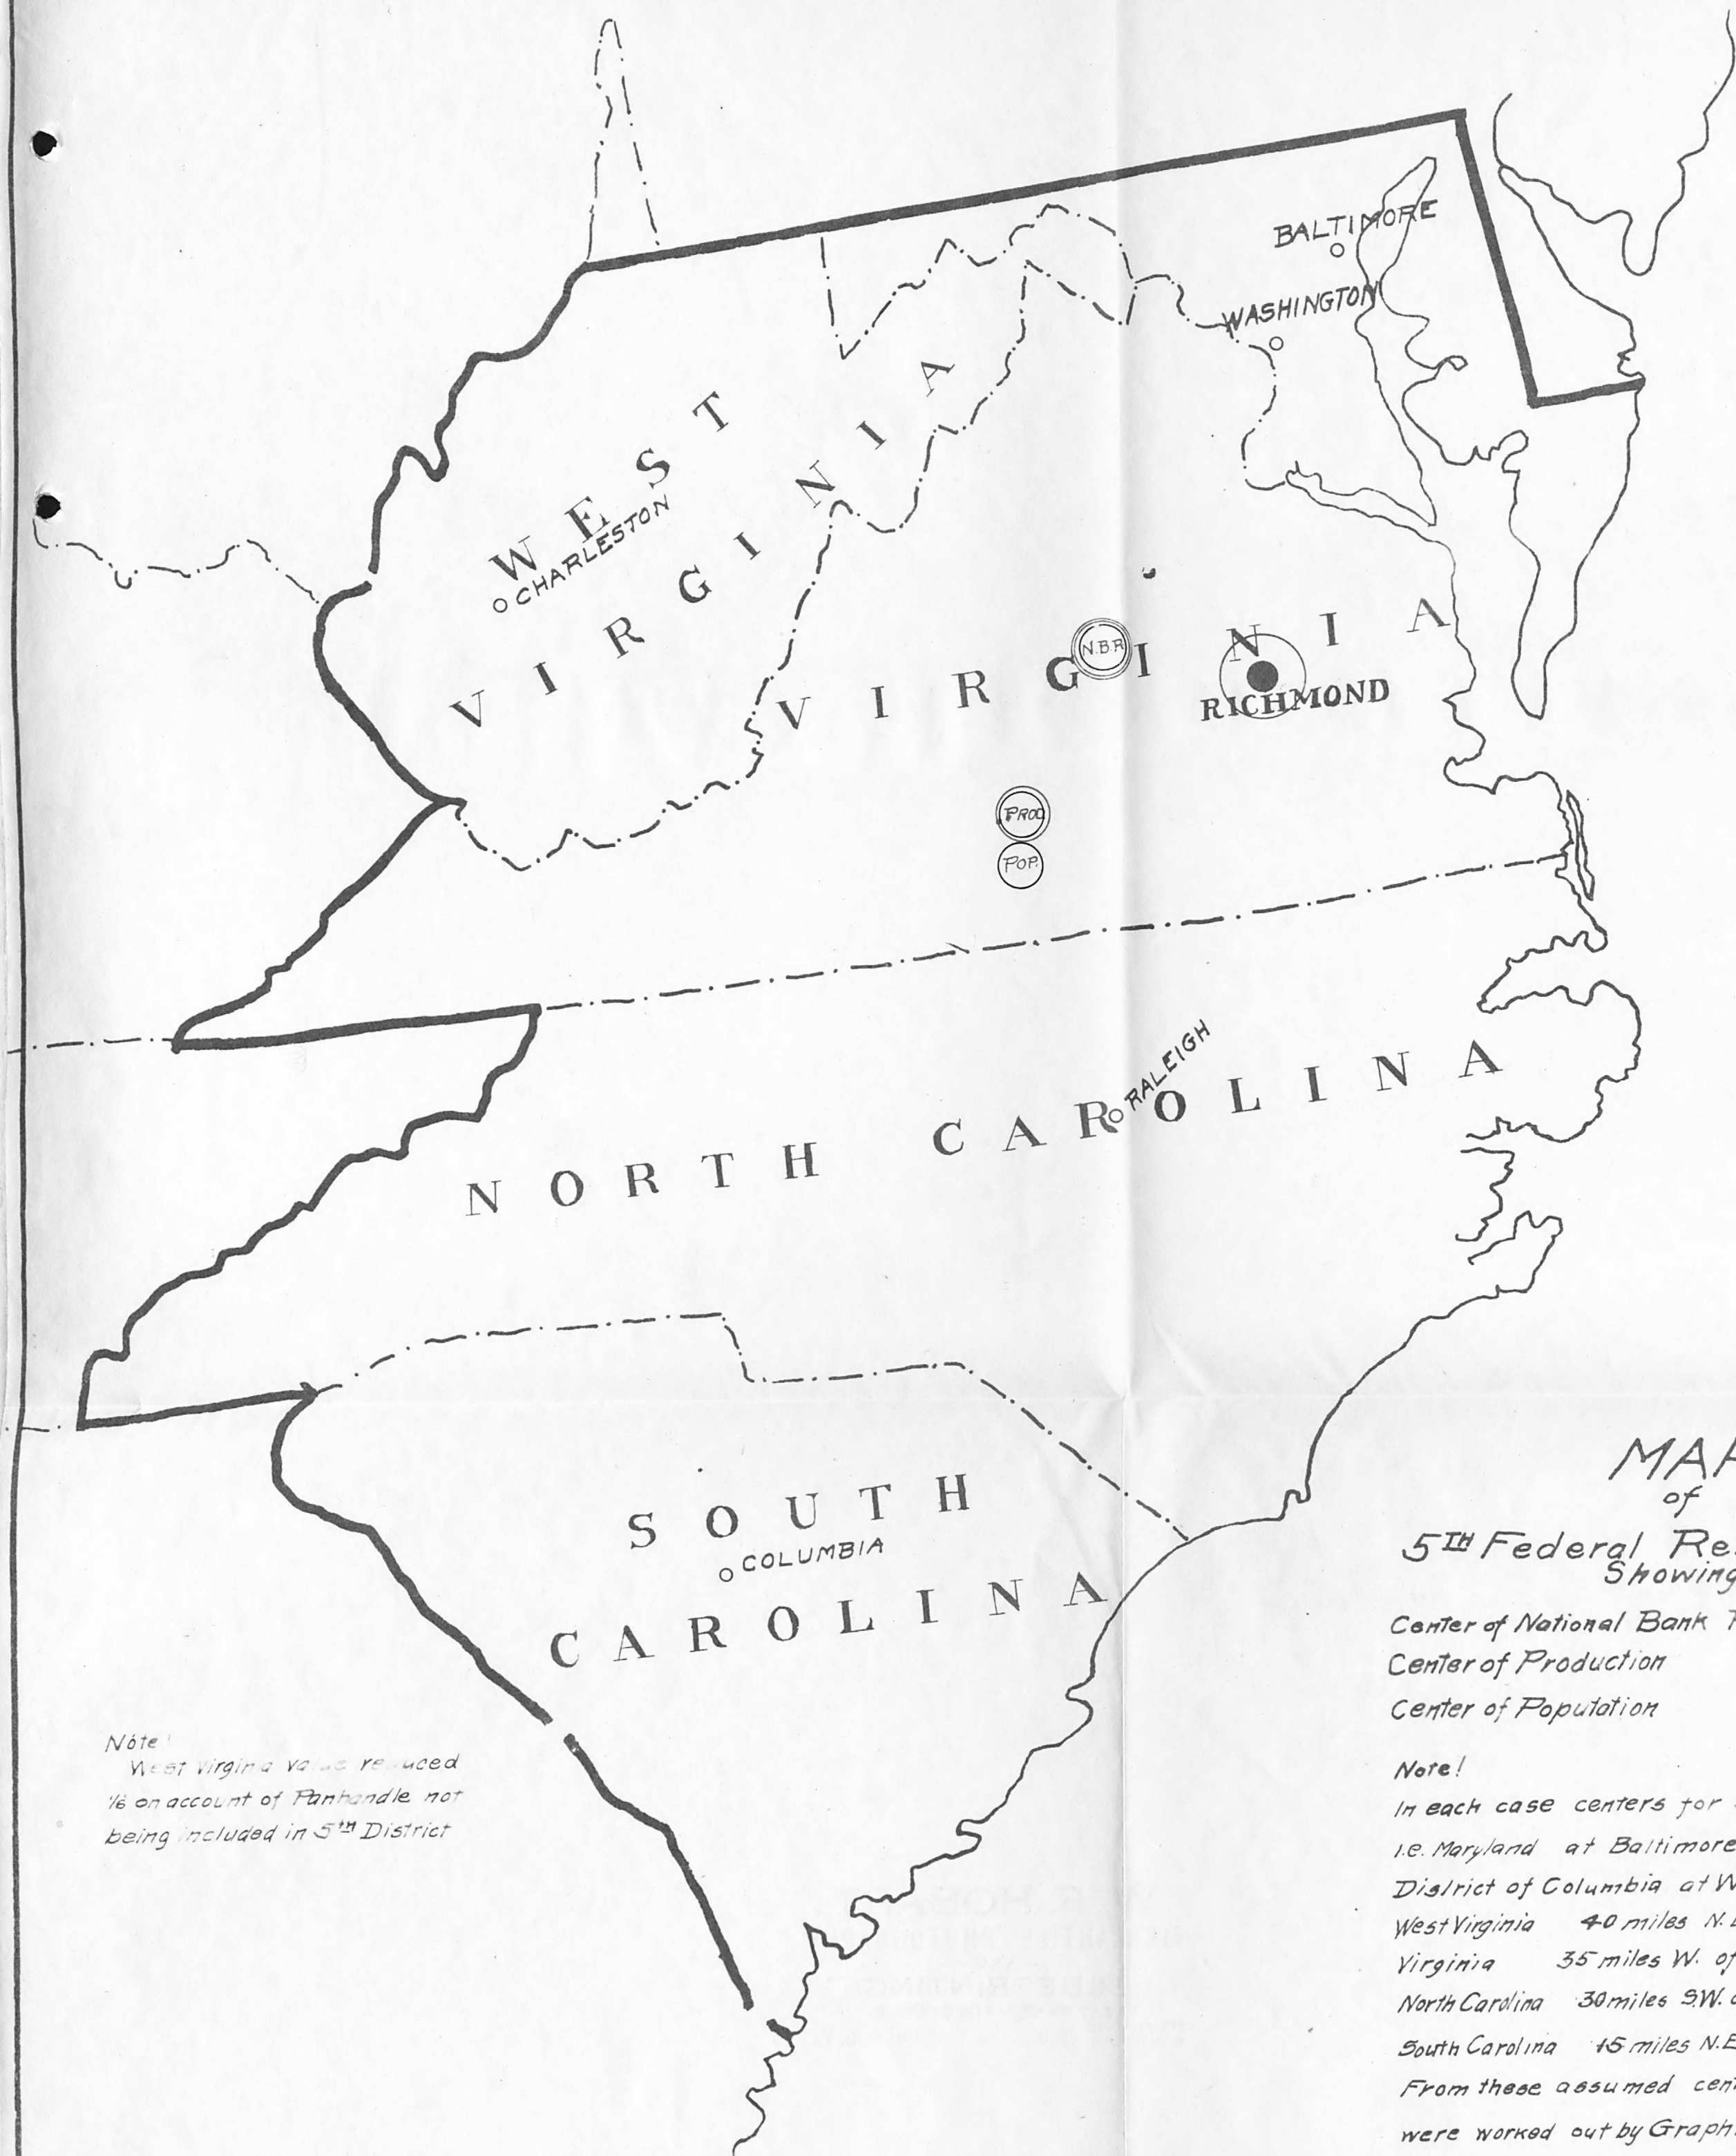 BALTIMORE
WASHINGTON
WEST
CHARLESTON
VIRGINIA
N.B.R
VIRGINIA
RICHMOND
PROD
POP.
RALEIGH
NORTH CAROLINA
SOUTH
COLUMBIA
CAROLINA
Note!
West Virginia Value reduced
1/6 on account of Panhandle not
being included in 5TH District
MAP
of
5TH Federal Re
Showing
Center of National Bank
Center of Production
Center of Population
Note!
In each case centers for
i.e. Maryland at Baltimore
District of Columbia at W
West Virginia 40 miles N.
Virginia 35 miles W. of
North Carolina 30 miles S.W.
South Carolina 15 miles N.E
From these assumed cen
were worked out by Graph